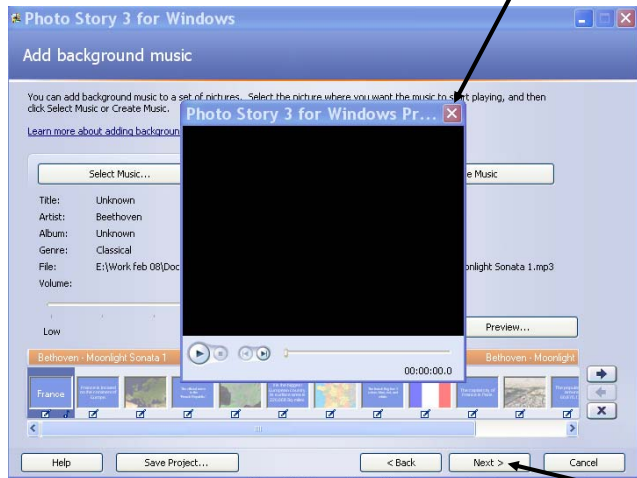 Photo Story 3 for Windows
Add background music
You can add background music to a set of pictures. Select the picture where you want the music to start playing, and then
click Select Music or Create Music.
Learn more about adding backgroun
Photo Story 3 for Windows Pr...
Select Music...
e Music
Title: Unknown
Artist: Beethoven
Album: Unknown
Genre: Classical
File: E:\Work feb 08\Doc
onlight Sonata 1.mp3
Volume:
Low
Preview...
00:00:00.0
Bethoven - Moonlight Sonata 1
Bethoven - Moonlight
France
Help
Save Project...
< Back
Next >
Cancel